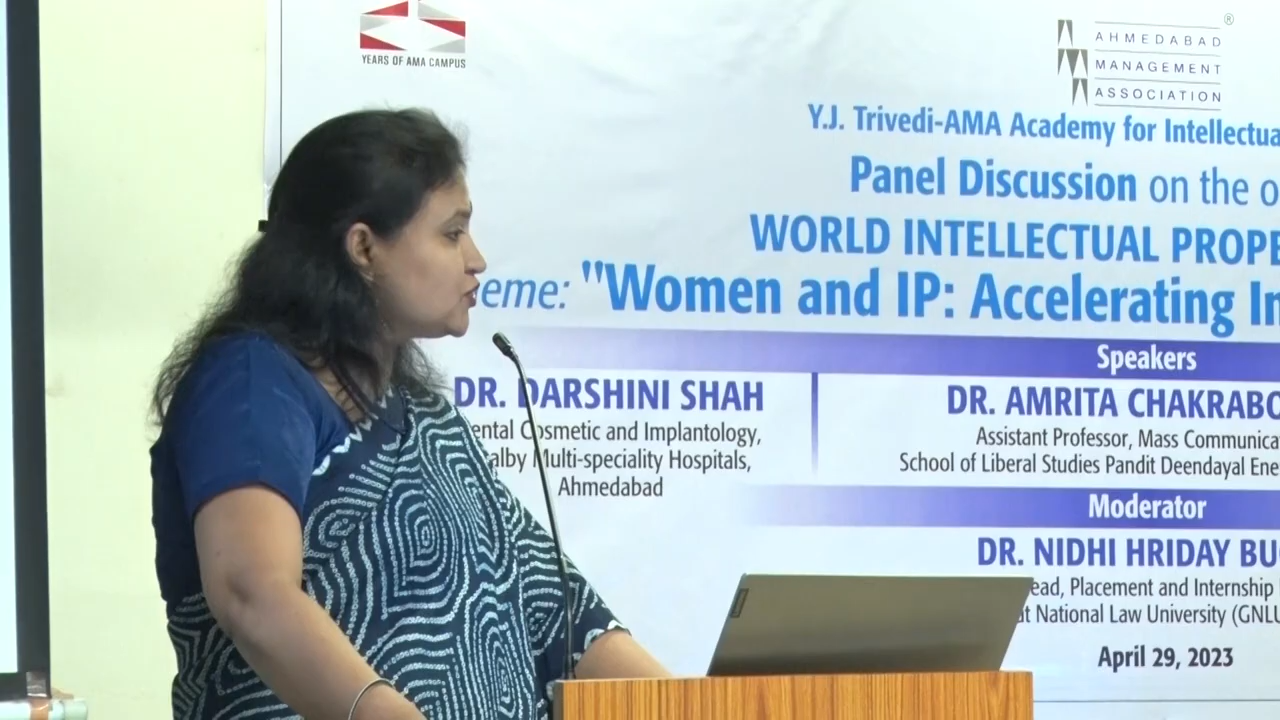 YEARS OF AMA CAMPUS
®
AHMEDABAD
MANAGEMENT
ASSOCIATION
Y.J. Trivedi-AMA Academy for Intellectua
Panel Discussion on the o
WORLD INTELLECTUAL PROPE
eme: "Women and IP: Accelerating In
Speakers
DR. DARSHINI SHAH
ental Cosmetic and Implantology,
alby Multi-speciality Hospitals,
Ahmedabad
DR. AMRITA CHAKRABO
Assistant Professor, Mass Communica
School of Liberal Studies Pandit Deendayal Ene
Moderator
DR. NIDHI HRIDAY BU
ead, Placement and Internship
at National Law University (GNLU
April 29, 2023